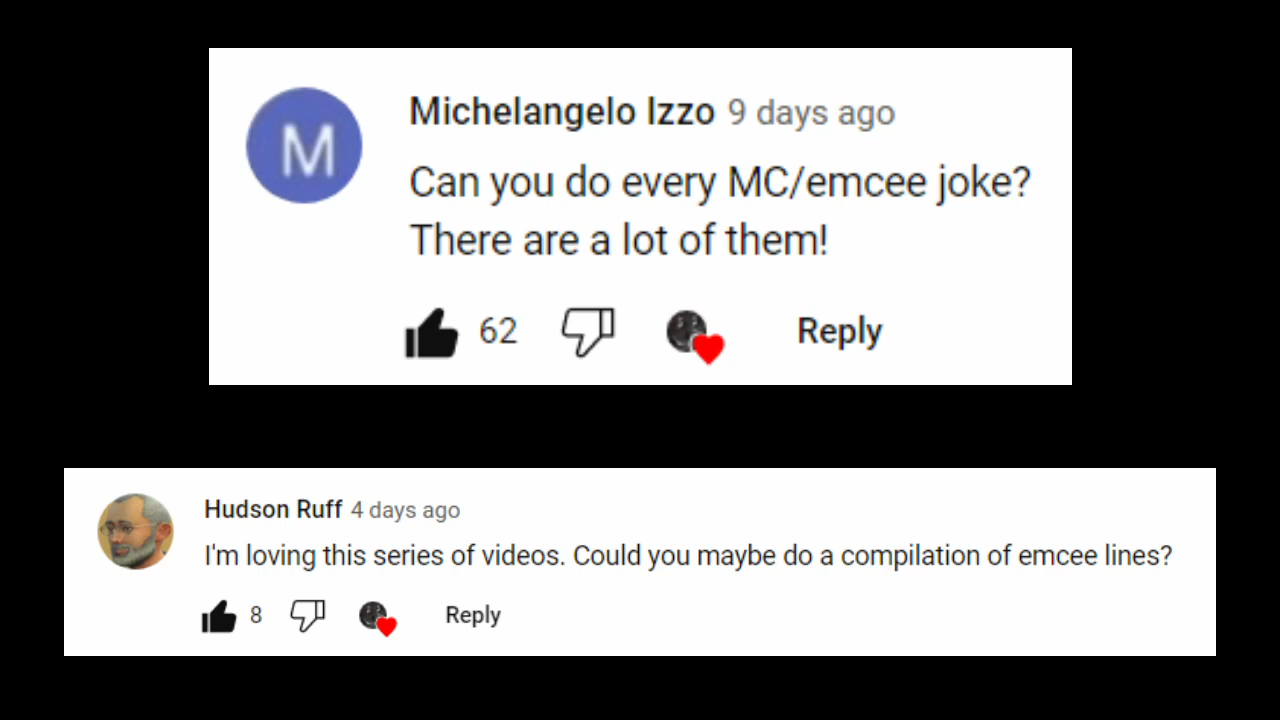 M
Michelangelo Izzo 9 days ago
Can you do every MC/emcee joke?
There are a lot of them!
62 Reply
Hudson Ruff 4 days ago
I'm loving this series of videos. Could you maybe do a compilation of emcee lines?
8 Reply